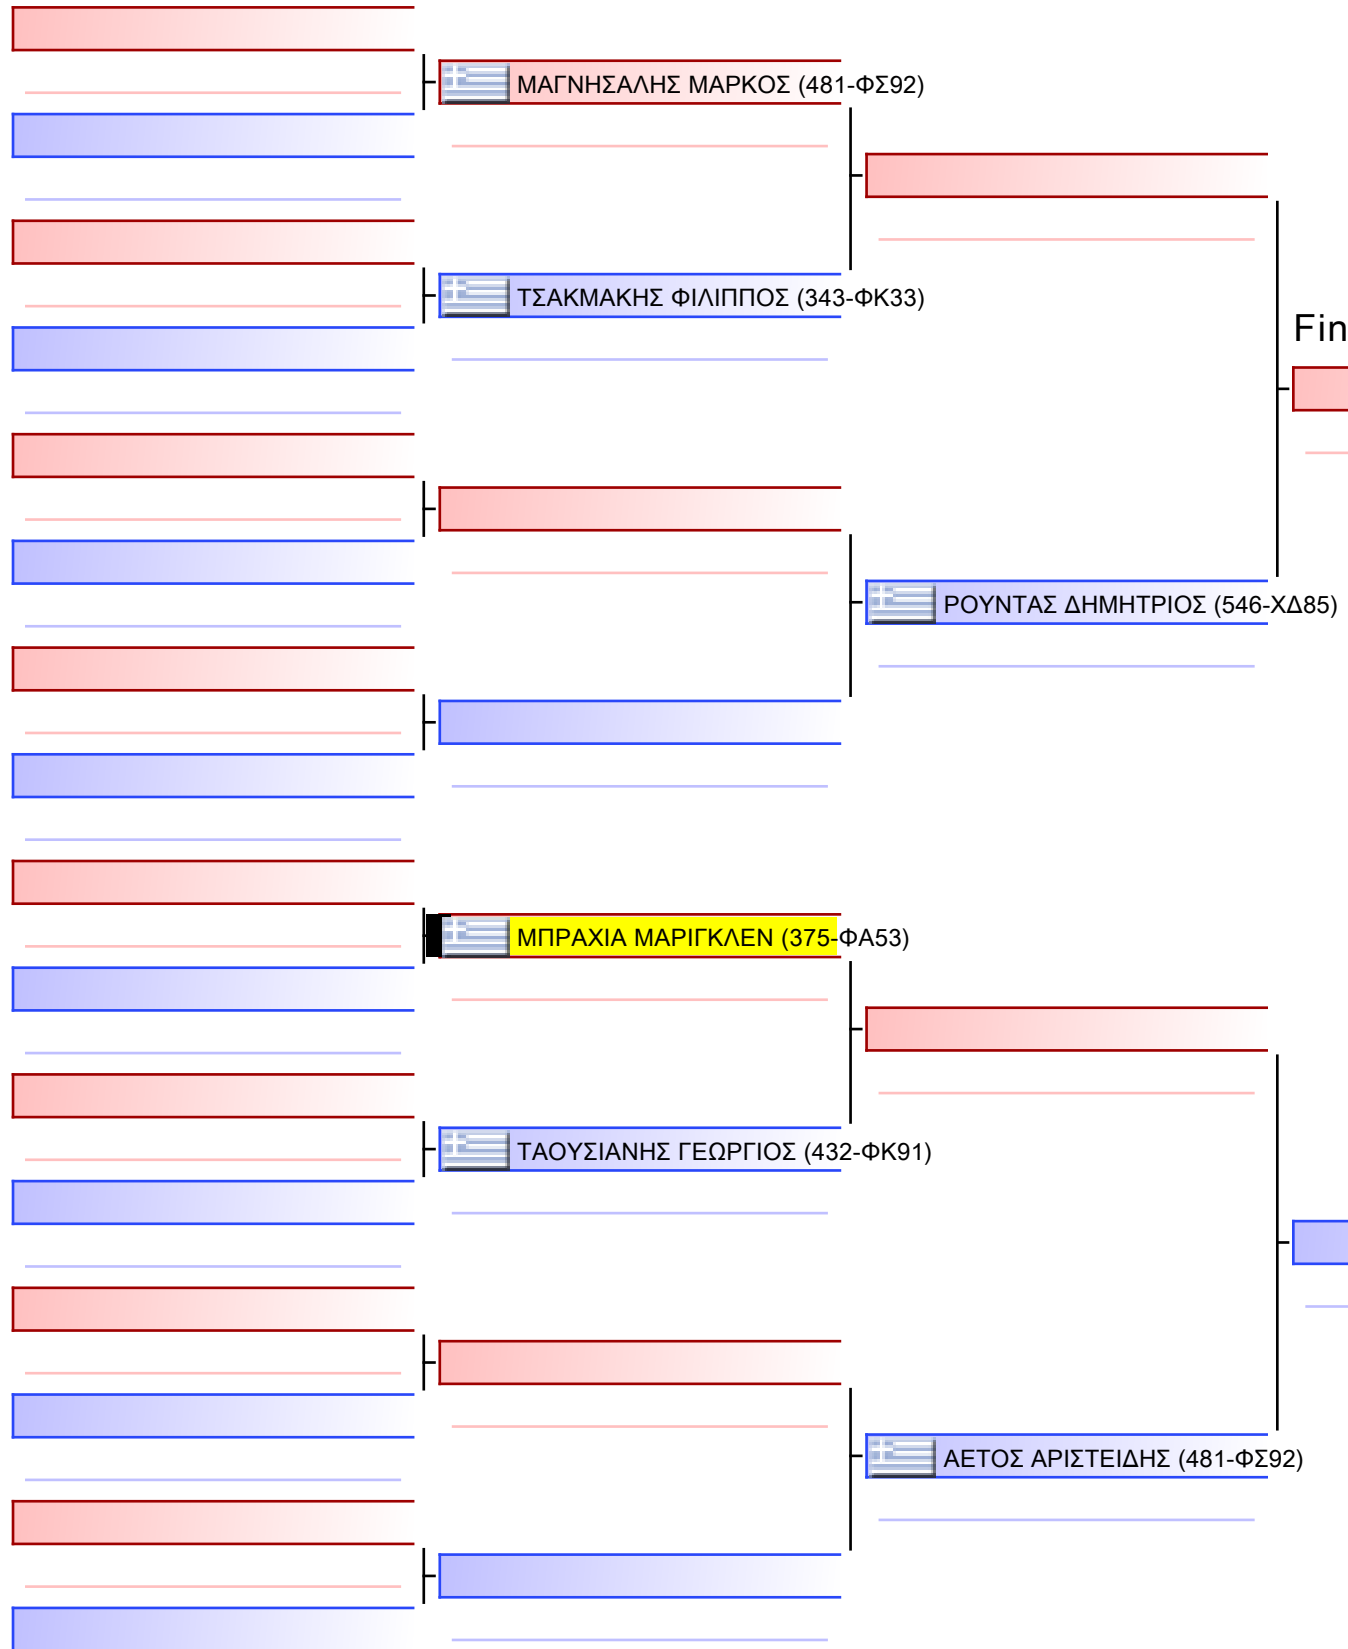 ΜΑΓΝΗΣΑΛΗΣ ΜΑΡΚΟΣ (481-ΦΣ92)
ΤΣΑΚΜΑΚΗΣ ΦΙΛΙΠΠΟΣ (343-ΦΚ33)
Fin
ΡΟΥΝΤΑΣ ΔΗΜΗΤΡΙΟΣ (546-ΧΔ85)
ΜΠΡΑΧΙΑ ΜΑΡΙΓΚΛΕΝ (375-ΦΑ53)
ΤΑΟΥΣΙΑΝΗΣ ΓΕΩΡΓΙΟΣ (432-ΦΚ91)
ΑΕΤΟΣ ΑΡΙΣΤΕΙΔΗΣ (481-ΦΣ92)